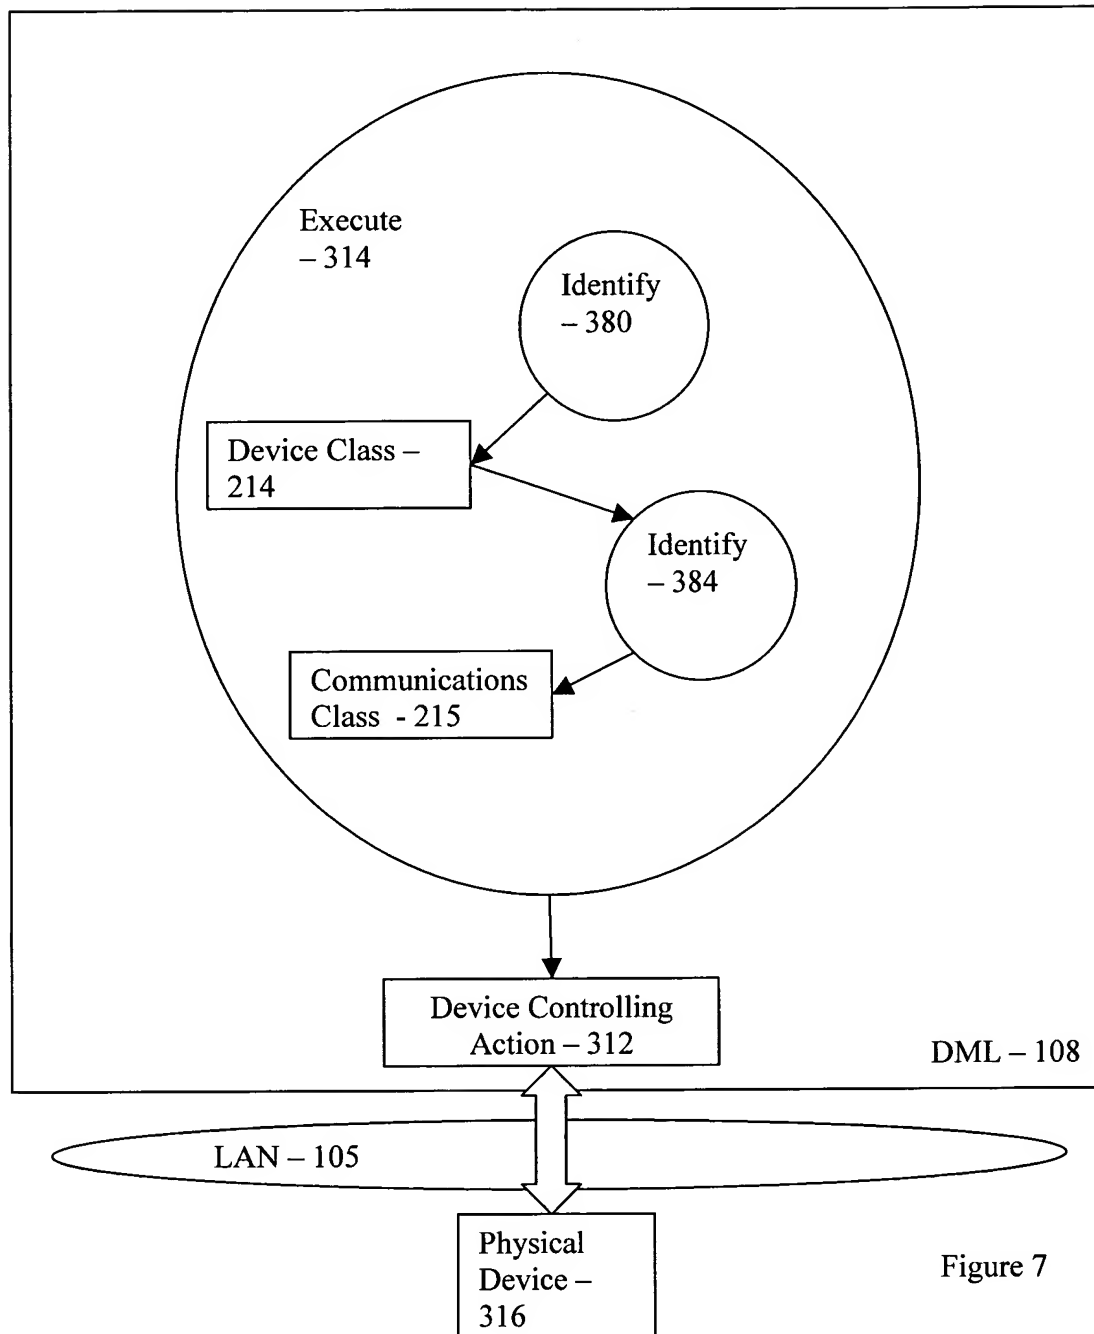 Execute
– 314
Identify
– 380
Device Class –
214
Identify
– 384
Communications
Class - 215
Device Controlling
Action – 312
DML – 108
LAN – 105
Physical
Device –
316
Figure 7